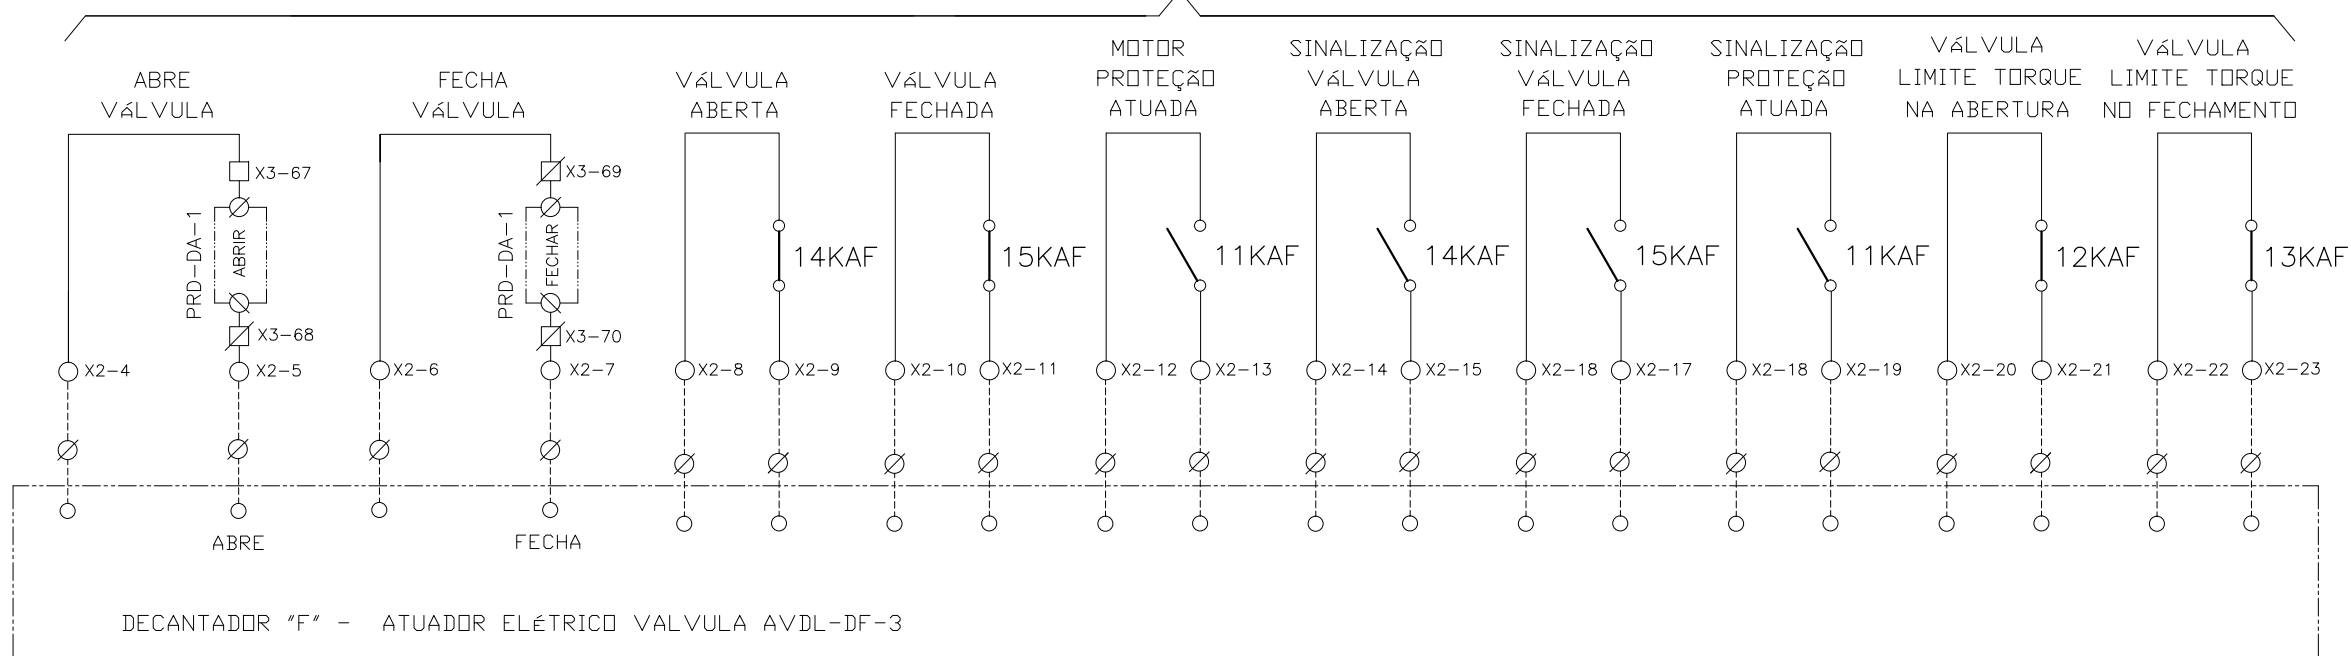 ABRE
VáLVULA
FECHA
VáLVULA
VáLVULA
ABERTA
VáLVULA
FECHADA
MOTOR
PROTEÇãO
ATUADA
SINALIZAÇãO
VáLVULA
ABERTA
SINALIZAÇãO
VáLVULA
FECHADA
SINALIZAÇãO
PROTEÇãO
ATUADA
VáLVULA
LIMITE TORQUE
NA ABERTURA
VáLVULA
LIMITE TORQUE
NO FECHAMENTO
X3-67
PRD-DA-1
ABRIR
X3-68
X3-69
PRD-DA-1
FECHAR
X3-70
14KAF
15KAF
11KAF
14KAF
15KAF
11KAF
12KAF
13KAF
X2-4
X2-5
X2-6
X2-7
X2-8
X2-9
X2-10
X2-11
X2-12
X2-13
X2-14
X2-15
X2-18
X2-17
X2-18
X2-19
X2-20
X2-21
X2-22
X2-23
ABRE
FECHA
DECANTADOR "F" - ATUADOR ELéTRICO VALVULA AVDL-DF-3